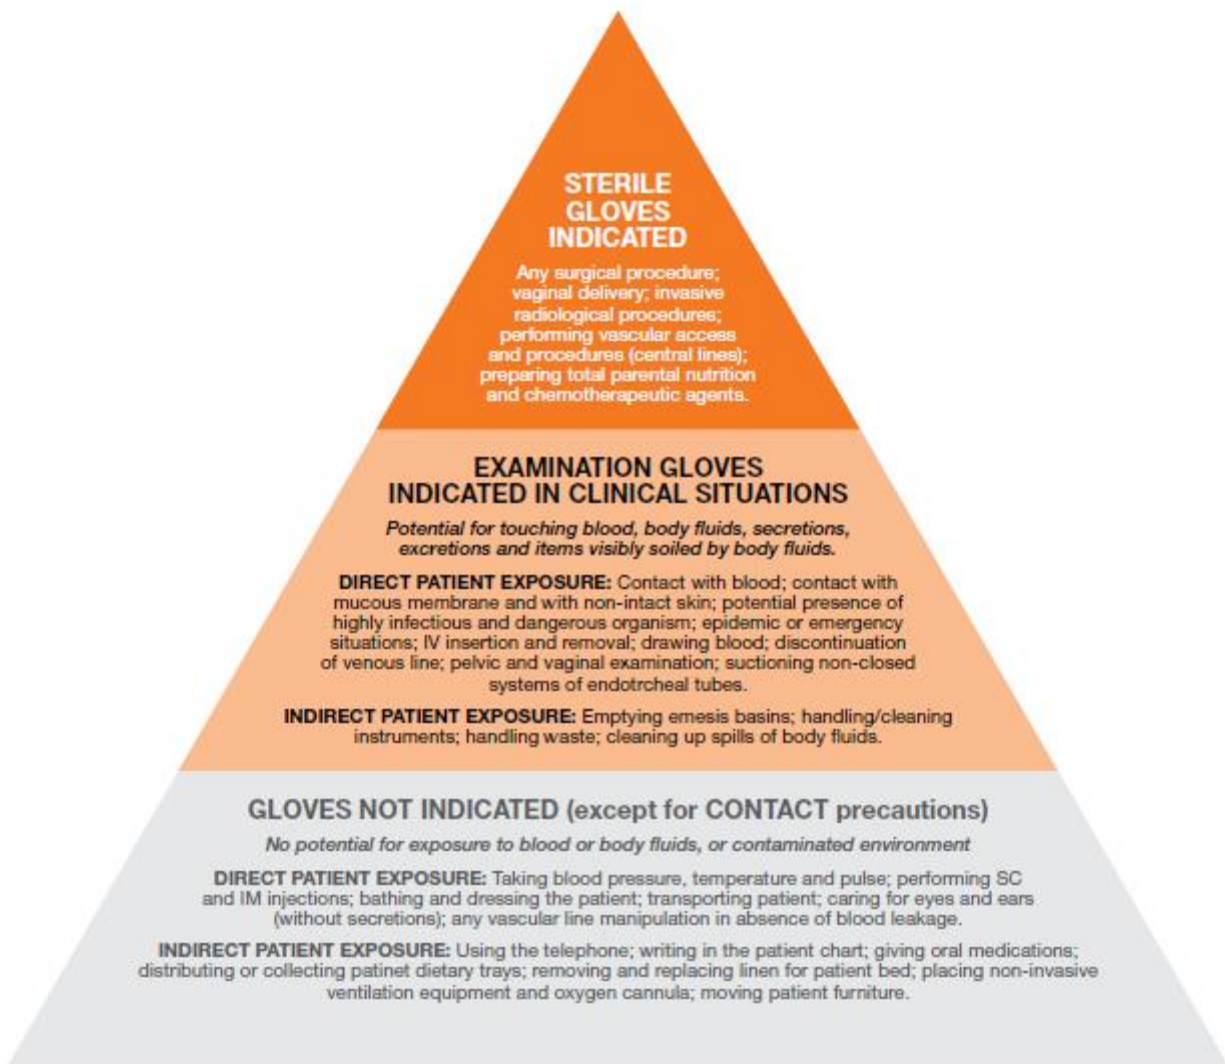 STERILE
GLOVES
INDICATED
Any surgical procedure;
vaginal delivery; invasive
radiological procedures;
performing vascular access
and procedures (central lines);
preparing total parental nutrition
and chemotherapeutic agents.
EXAMINATION GLOVES
INDICATED IN CLINICAL SITUATIONS
Potential for touching blood, body fluids, secretions,
excretions and items visibly soiled by body fluids.
DIRECT PATIENT EXPOSURE: Contact with blood; contact with
mucous membrane and with non-intact skin; potential presence of
highly infectious and dangerous organism; epidemic or emergency
situations; IV insertion and removal; drawing blood; discontinuation
of venous line; pelvic and vaginal examination; suctioning non-closed
systems of endotrcheal tubes.
INDIRECT PATIENT EXPOSURE: Emptying emesis basins; handling/cleaning
instruments; handling waste; cleaning up spills of body fluids.
GLOVES NOT INDICATED (except for CONTACT precautions)
No potential for exposure to blood or body fluids, or contaminated environment
DIRECT PATIENT EXPOSURE: Taking blood pressure, temperature and pulse; performing SC
and IM injections; bathing and dressing the patient; transporting patient; caring for eyes and ears
(without secretions); any vascular line manipulation in absence of blood leakage.
INDIRECT PATIENT EXPOSURE: Using the telephone; writing in the patient chart; giving oral medications;
distributing or collecting patinet dietary trays; removing and replacing linen for patient bed; placing non-invasive
ventilation equipment and oxygen cannula; moving patient furniture.